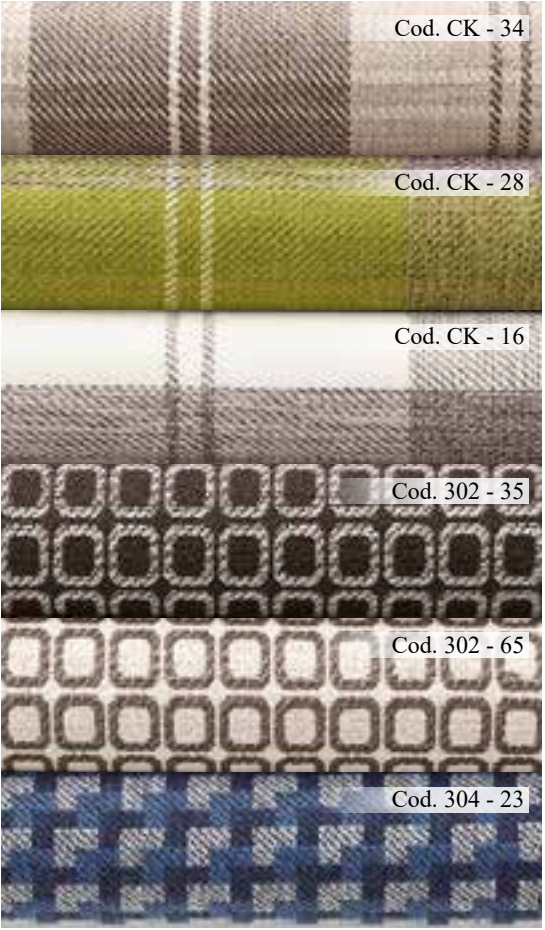 Cod. CK - 34
Cod. CK - 28
Cod. CK - 16
Cod. 302 - 35
Cod. 302 - 65
Cod. 304 - 23